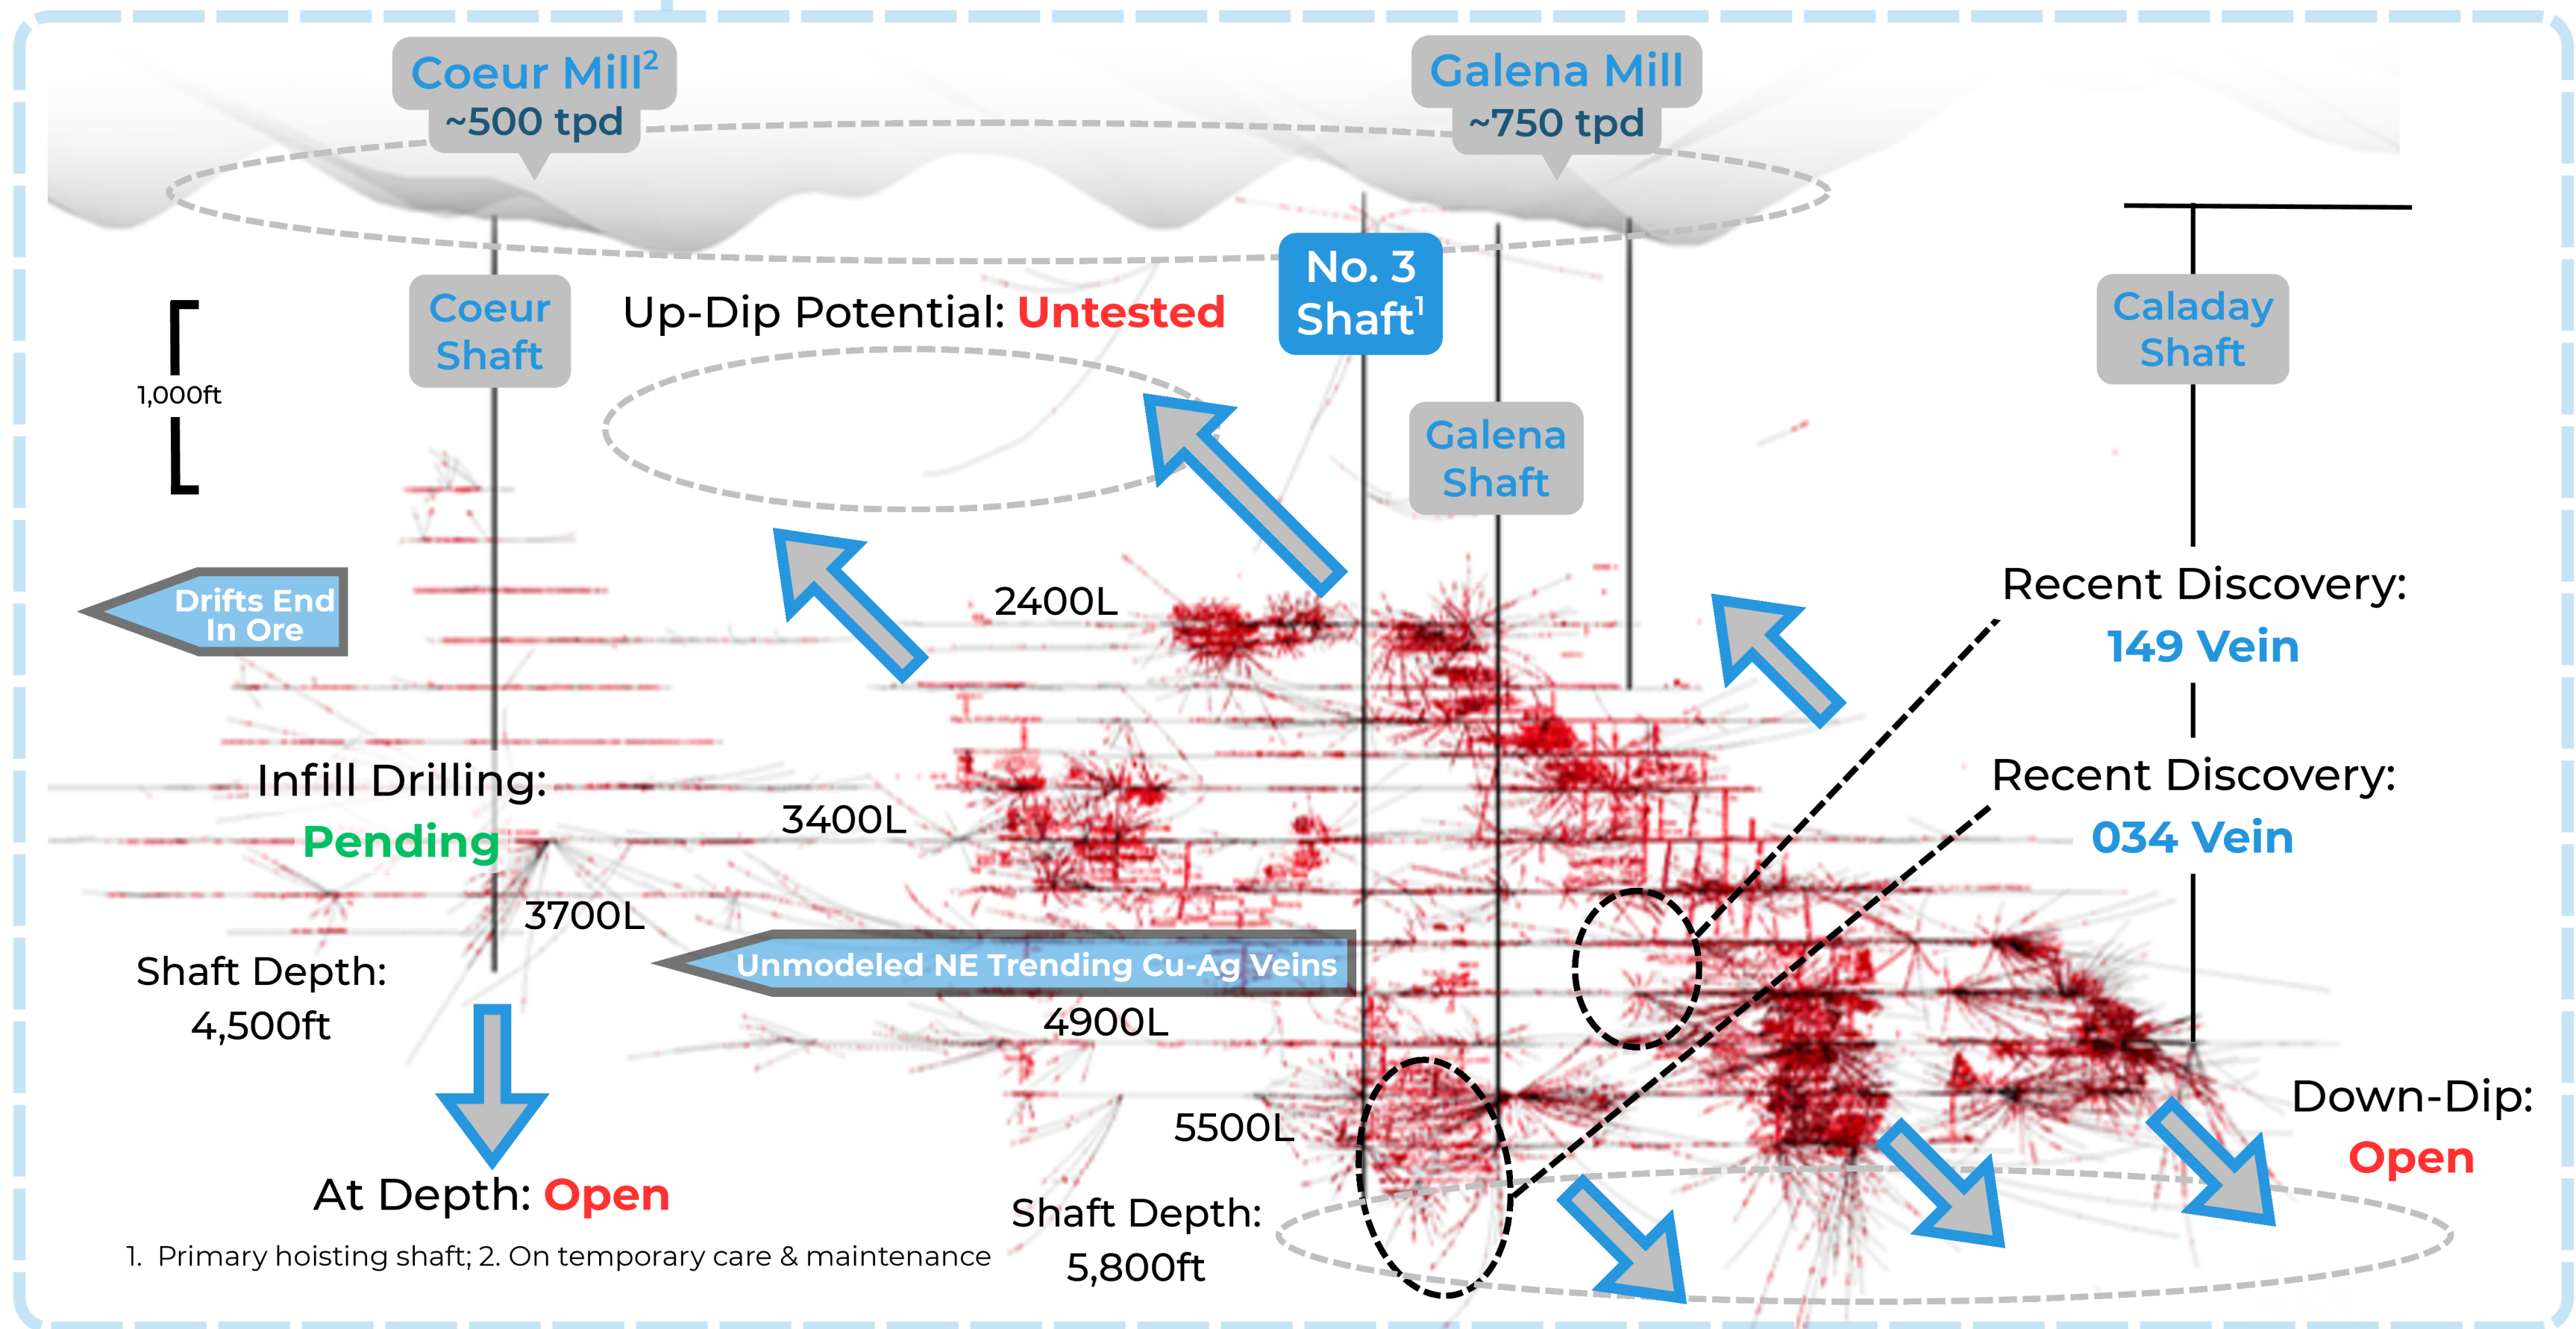 Coeur Mill²
~500 tpd
Galena Mill
~750 tpd
Coeur
Shaft
Up-Dip Potential: Untested
No. 3
Shaft¹
Caladay
Shaft
1,000ft
Galena
Shaft
Drifts End
In Ore
2400L
Recent Discovery:
149 Vein
Infill Drilling:
Pending
3400L
Recent Discovery:
034 Vein
3700L
Unmodeled NE Trending Cu-Ag Veins
Shaft Depth:
4,500ft
4900L
5500L
Down-Dip:
Open
At Depth: Open
Shaft Depth:
5,800ft
1. Primary hoisting shaft; 2. On temporary care & maintenance